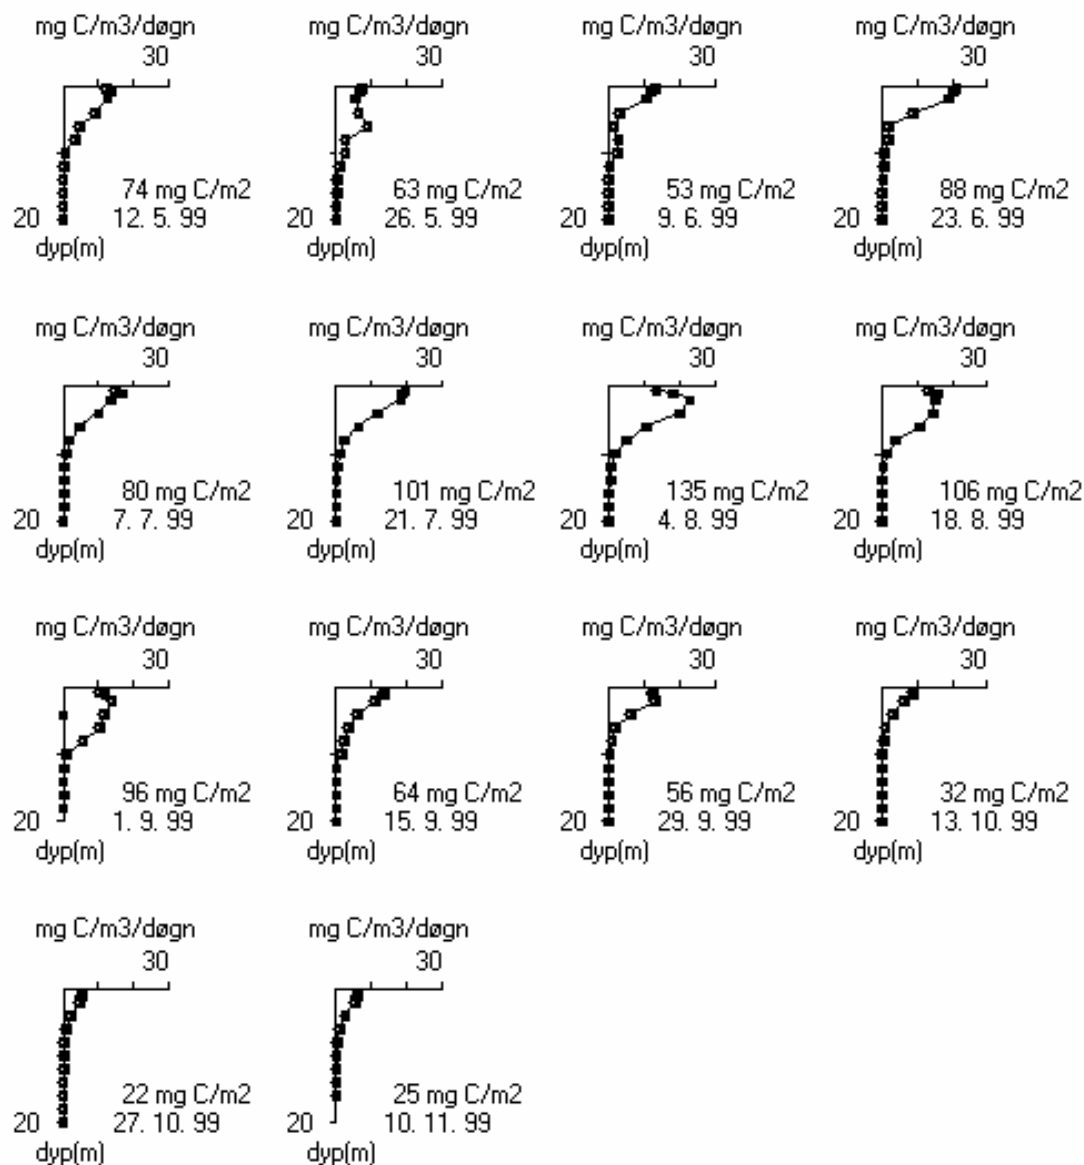 mg C/m3/døgn
30
74 mg C/m2
20 12. 5. 99
dyp(m)
mg C/m3/døgn
30
63 mg C/m2
20 26. 5. 99
dyp(m)
mg C/m3/døgn
30
53 mg C/m2
20 9. 6. 99
dyp(m)
mg C/m3/døgn
30
88 mg C/m2
20 23. 6. 99
dyp(m)
mg C/m3/døgn
30
80 mg C/m2
20 7. 7. 99
dyp(m)
mg C/m3/døgn
30
101 mg C/m2
20 21. 7. 99
dyp(m)
mg C/m3/døgn
30
135 mg C/m2
20 4. 8. 99
dyp(m)
mg C/m3/døgn
30
106 mg C/m2
20 18. 8. 99
dyp(m)
mg C/m3/døgn
30
96 mg C/m2
20 1. 9. 99
dyp(m)
mg C/m3/døgn
30
64 mg C/m2
20 15. 9. 99
dyp(m)
mg C/m3/døgn
30
56 mg C/m2
20 29. 9. 99
dyp(m)
mg C/m3/døgn
30
32 mg C/m2
20 13. 10. 99
dyp(m)
mg C/m3/døgn
30
22 mg C/m2
20 27. 10. 99
dyp(m)
mg C/m3/døgn
30
25 mg C/m2
20 10. 11. 99
dyp(m)